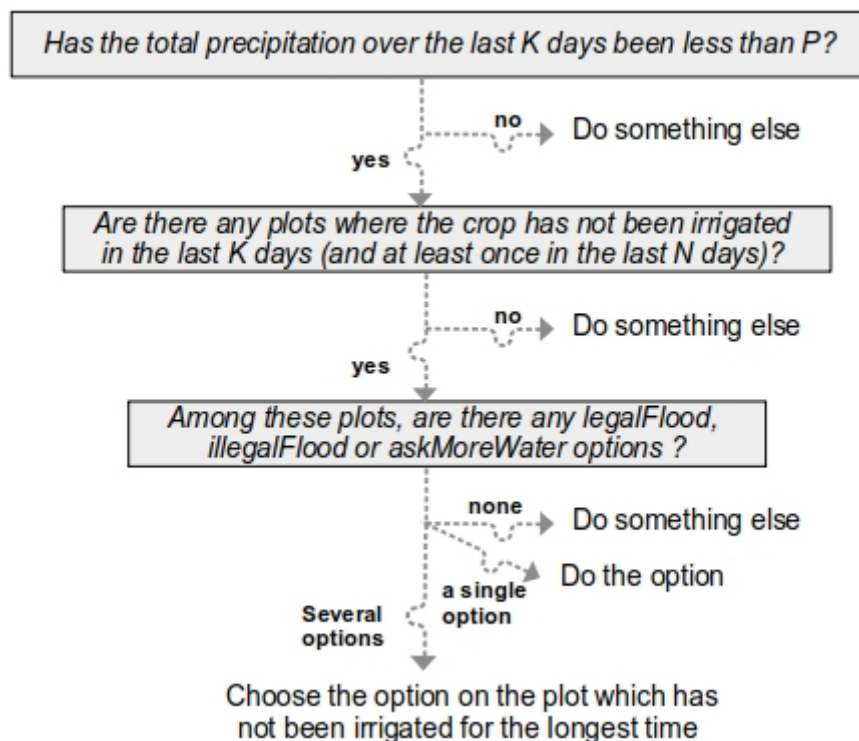 Has the total precipitation over the last K days been less than P?
no
Do something else
yes
Are there any plots where the crop has not been irrigated
in the last K days (and at least once in the last N days)?
no
Do something else
yes
Among these plots, are there any legalFlood,
illegalFlood or askMoreWater options ?
none
Do something else
Do the option
a single
option
Several
options
Choose the option on the plot which has
not been irrigated for the longest time